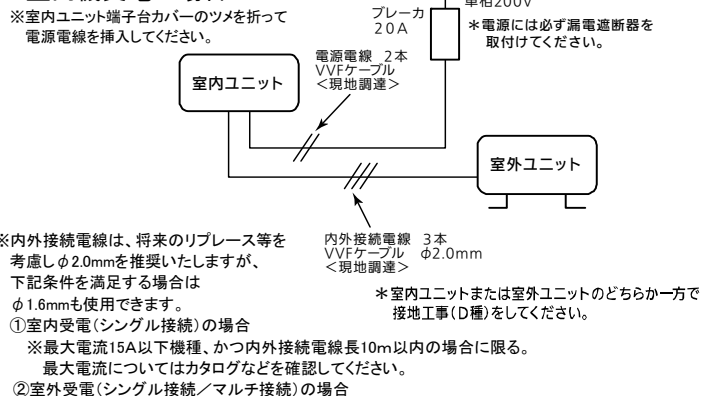 ※室内ユニット端子台カバーのツメを折って
電源電線を挿入してください。
ブレーカ
20A
単相200V
＊電源には必ず漏電遮断器を
取付けてください。
電源電線 2本
VVFケーブル
＜現地調達＞
室内ユニット
室外ユニット
内外接続電線 3本
VVFケーブル φ2.0mm
＜現地調達＞
※内外接続電線は、将来のリプレース等を
考慮しφ2.0mmを推奨いたしますが、
下記条件を満足する場合は
φ1.6mmも使用できます。
＊室内ユニットまたは室外ユニットのどちらか一方で
接地工事(D種)をしてください。
①室内受電(シングル接続)の場合
※最大電流15A以下機種、かつ内外接続電線長10m以内の場合に限る。
最大電流についてはカタログなどを確認してください。
②室外受電(シングル接続／マルチ接続)の場合